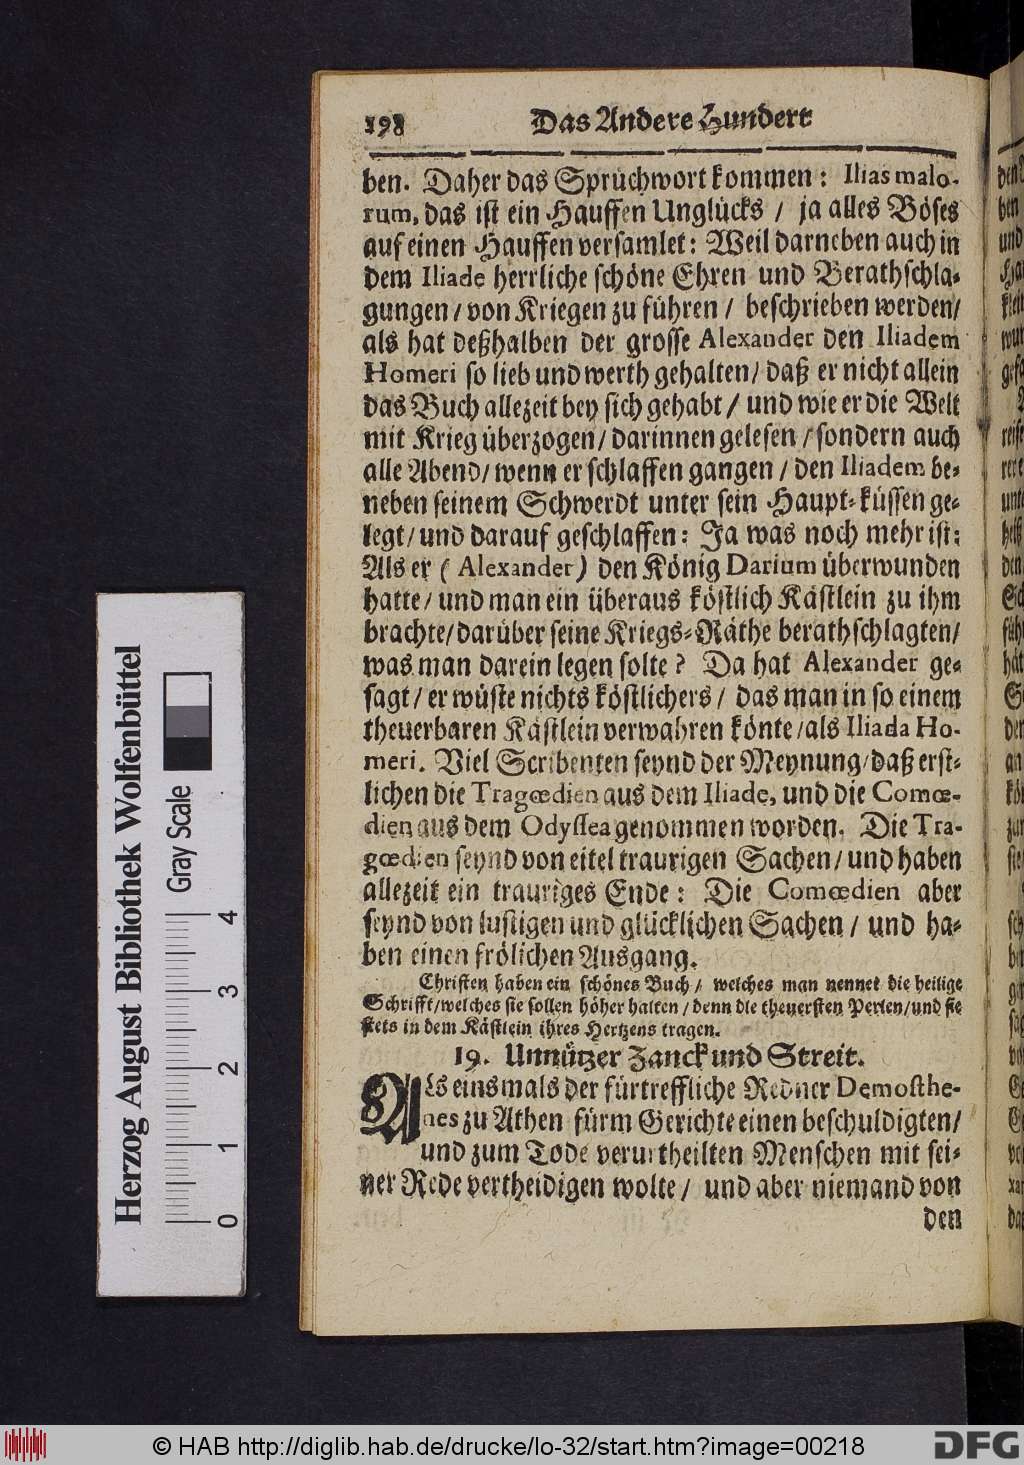 198 Das Andere Hundert
ben. Daher das Sprüchwort kommen: Ilias malo-
rum, das ist ein Hauffen Unglücks / ja alles Böses
auf einen Hauffen versamlet: Weil darneben auch in
dem Iliade herrliche schöne Ehren und Berathschla-
gungen / von Kriegen zu führen / beschrieben werden/
als hat deßhalben der grosse Alexander den Iliadem
Homeri so lieb und werth gehalten / daß er nicht allein
das Buch allezeit bey sich gehabt / und wie er die Welt
mit Krieg überzogen / darinnen gelesen / sondern auch
alle Abend / wenn er schlaffen gangen / den Iliadem be-
neben seinem Schwerdt unter sein Haupt-küssen ge-
legt / und darauf geschlaffen: Ja was noch mehr ist:
Als er ( Alexander ) den König Darium überwunden
hatte / und man ein überaus köstlich Kästlein zu ihm
brachte / darüber seine Kriegs-Räthe berathschlagten/
was man darein legen solte? Da hat Alexander ge-
sagt / er wüste nichts köstlichers / das man in so einem
theuerbaren Kästlein verwahren könte / als Iliada Ho-
meri. Viel Scribenten seynd der Meynung / daß erst-
lichen die Tragœdien aus dem Iliade, und die Comœ-
dien aus dem Odyssea genommen worden. Die Tra-
gœdien seynd von eitel traurigen Sachen / und haben
allezeit ein trauriges Ende: Die Comœdien aber
seynd von lustigen und glücklichen Sachen / und ha-
ben einen frölichen Ausgang.
Christen haben ein schönes Buch / welches man nennet die heilige
Schrifft / welches sie sollen höher halten / denn die theuersten Perlen / und sie
stets in dem Kästlein ihres Hertzens tragen.
19. Unnützer Zanck und Streit.
Als einsmals der fürtreffliche Redner Demosthe-
nes zu Athen fürm Gerichte einen beschuldigten /
und zum Tode verurtheilten Menschen mit sei-
ner Rede vertheidigen wolte / und aber niemand von
den
Herzog August Bibliothek Wolfenbüttel
Gray Scale
0 1 2 3 4
© HAB http://diglib.hab.de/drucke/lo-32/start.htm?image=00218
DFG